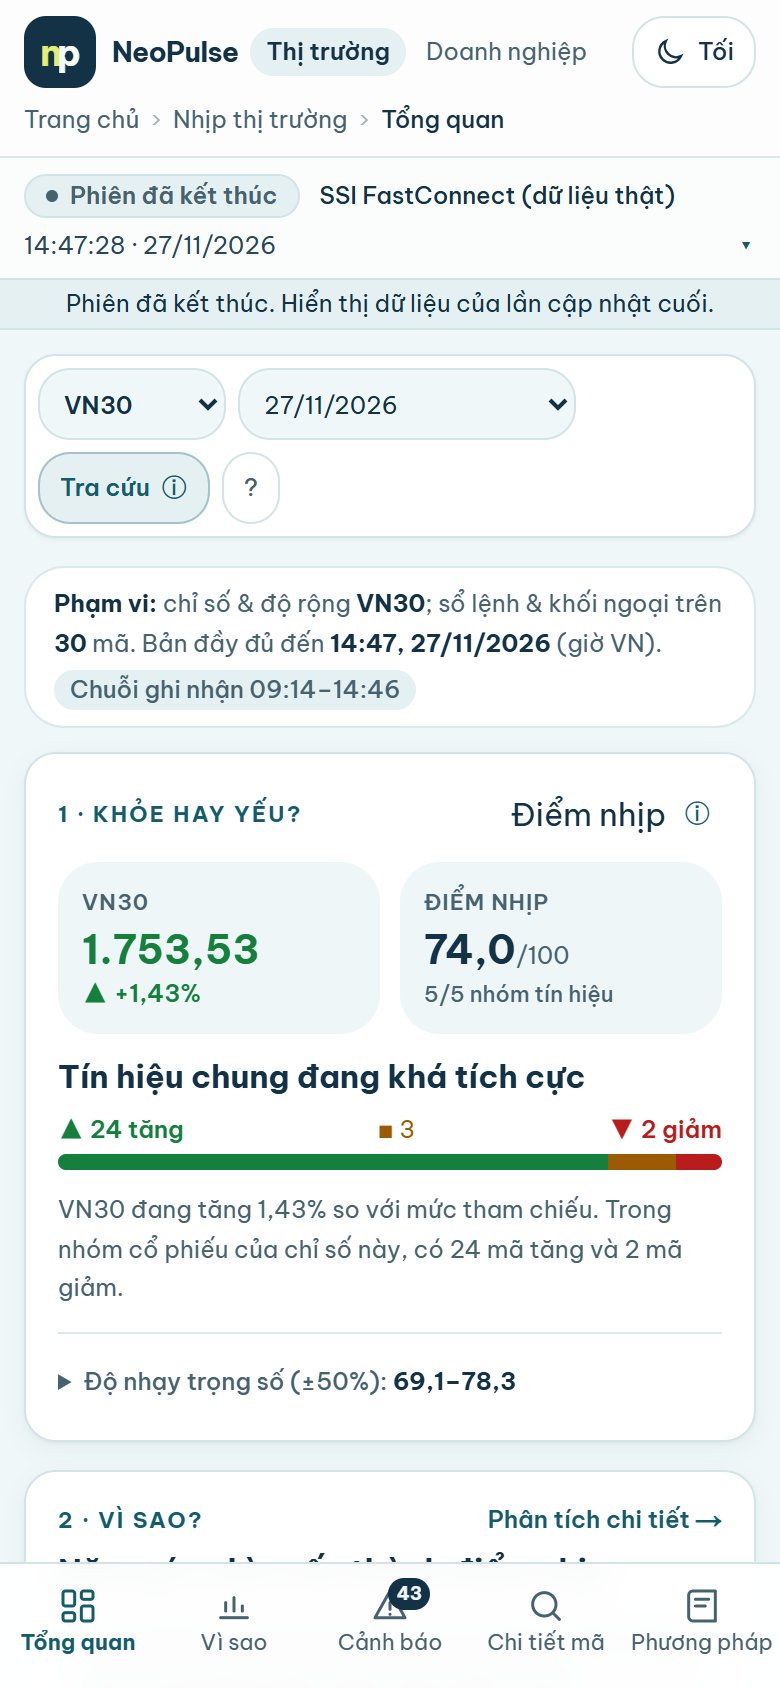 np NeoPulse Thị trường Doanh nghiệp Tối
Trang chủ › Nhịp thị trường › Tổng quan
● Phiên đã kết thúc SSI FastConnect (dữ liệu thật)
14:47:28 · 27/11/2026 ▾
Phiên đã kết thúc. Hiển thị dữ liệu của lần cập nhật cuối.
VN30 27/11/2026
Tra cứu ⓘ ?
Phạm vi: chỉ số & độ rộng VN30; sổ lệnh & khối ngoại trên
30 mã. Bản đầy đủ đến 14:47, 27/11/2026 (giờ VN).
Chuỗi ghi nhận 09:14–14:46
1 · KHỎE HAY YẾU? Điểm nhịp ⓘ
VN30
1.753,53
▲ +1,43%
ĐIỂM NHỊP
74,0/100
5/5 nhóm tín hiệu
Tín hiệu chung đang khá tích cực
▲ 24 tăng ■ 3 ▼ 2 giảm
VN30 đang tăng 1,43% so với mức tham chiếu. Trong
nhóm cổ phiếu của chỉ số này, có 24 mã tăng và 2 mã
giảm.
▶ Độ nhạy trọng số (±50%): 69,1–78,3
2 · VÌ SAO? Phân tích chi tiết →
43
Tổng quan Vì sao Cảnh báo Chi tiết mã Phương pháp